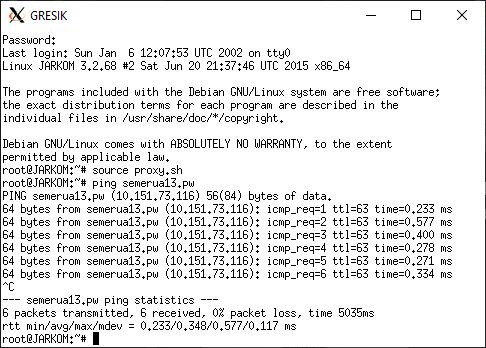 GRESIK
Password:
Last login: Sun Jan  6 12:07:53 UTC 2002 on tty0
Linux JARKOM 3.2.68 #2 Sat Jun 20 21:37:46 UTC 2015 x86_64
The programs included with the Debian GNU/Linux system are free software;
the exact distribution terms for each program are described in the
individual files in /usr/share/doc/*/copyright.
Debian GNU/Linux comes with ABSOLUTELY NO WARRANTY, to the extent
permitted by applicable law.
root@JARKOM:~# source proxy.sh
root@JARKOM:~# ping semerua13.pw
PING semerua13.pw (10.151.73.116) 56(84) bytes of data.
64 bytes from semerua13.pw (10.151.73.116): icmp_req=1 ttl=63 time=0.233 ms
64 bytes from semerua13.pw (10.151.73.116): icmp_req=2 ttl=63 time=0.577 ms
64 bytes from semerua13.pw (10.151.73.116): icmp_req=3 ttl=63 time=0.400 ms
64 bytes from semerua13.pw (10.151.73.116): icmp_req=4 ttl=63 time=0.278 ms
64 bytes from semerua13.pw (10.151.73.116): icmp_req=5 ttl=63 time=0.271 ms
64 bytes from semerua13.pw (10.151.73.116): icmp_req=6 ttl=63 time=0.334 ms
^C
--- semerua13.pw ping statistics ---
6 packets transmitted, 6 received, 0% packet loss, time 5035ms
rtt min/avg/max/mdev = 0.233/0.348/0.577/0.117 ms
root@JARKOM:~#